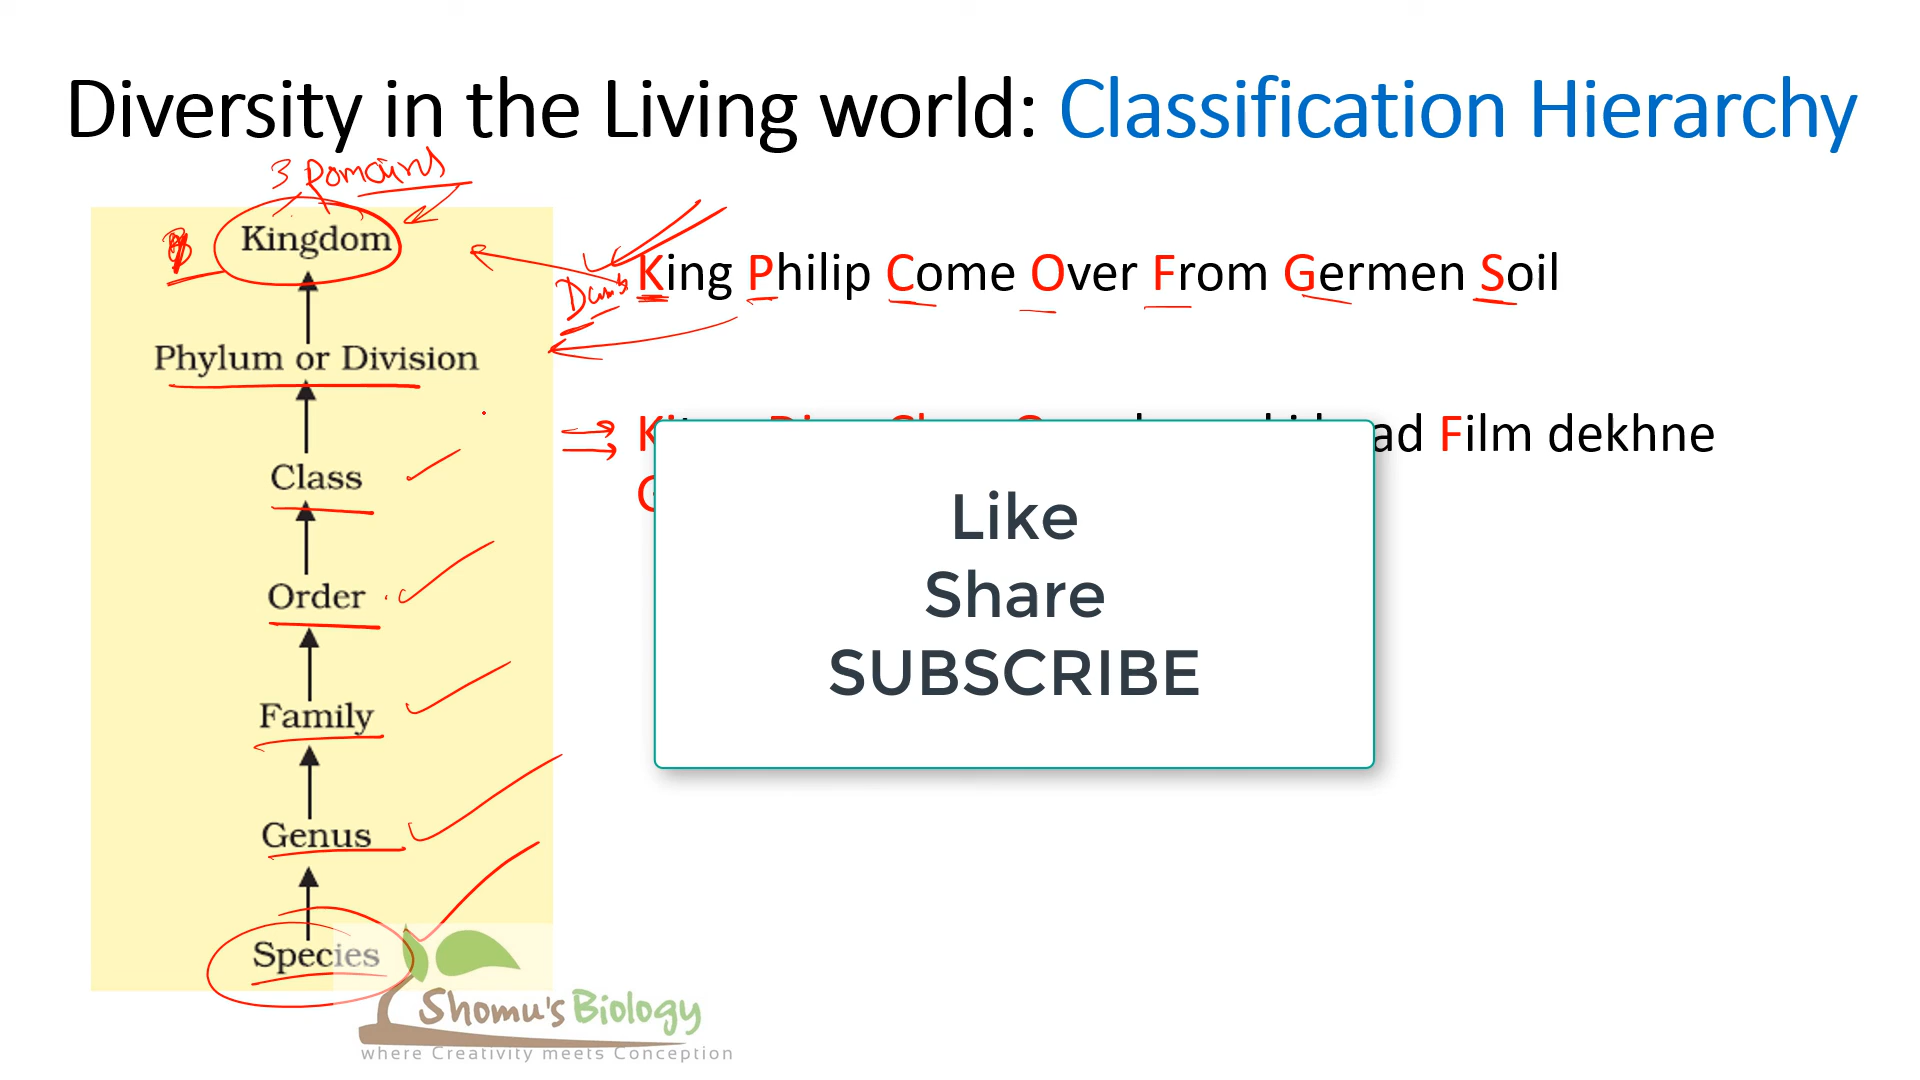 Diversity in the Living world: Classification Hierarchy
3 Domains
Kingdom
King Philip Come Over From Germen Soil
Phylum or Division
ad Film dekhne
Class
Like
Order
Share
Family
SUBSCRIBE
Genus
Species
Shomu's Biology
where Creativity meets Conception